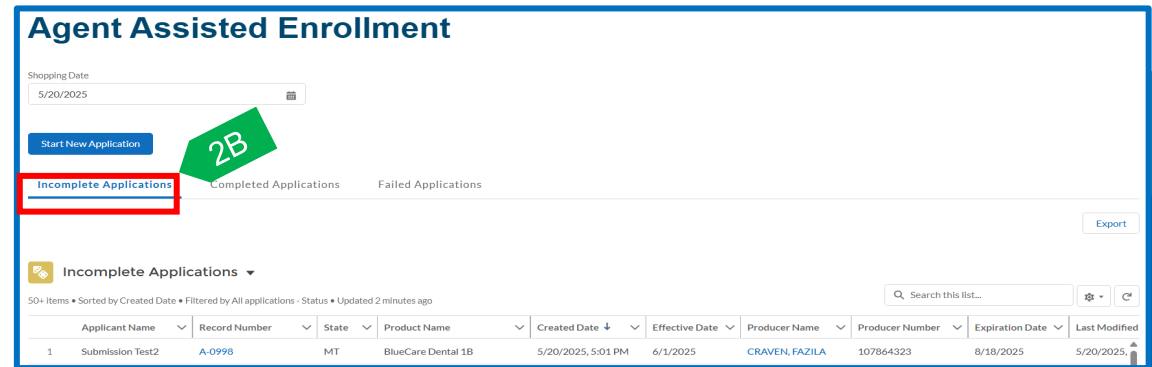 Agent Assisted Enrollment
Shopping Date
5/20/2025
Start New Application
2B
Incomplete Applications Completed Applications Failed Applications
Export
Incomplete Applications
50+ items • Sorted by Created Date • Filtered by All applications - Status • Updated 2 minutes ago
Search this list...
Applicant Name Record Number State Product Name Created Date Effective Date Producer Name Producer Number Expiration Date Last Modified
1 Submission Test2 A-0998 MT BlueCare Dental 1B 5/20/2025, 5:01 PM 6/1/2025 CRAVEN, FAZILA 107864323 8/18/2025 5/20/2025,